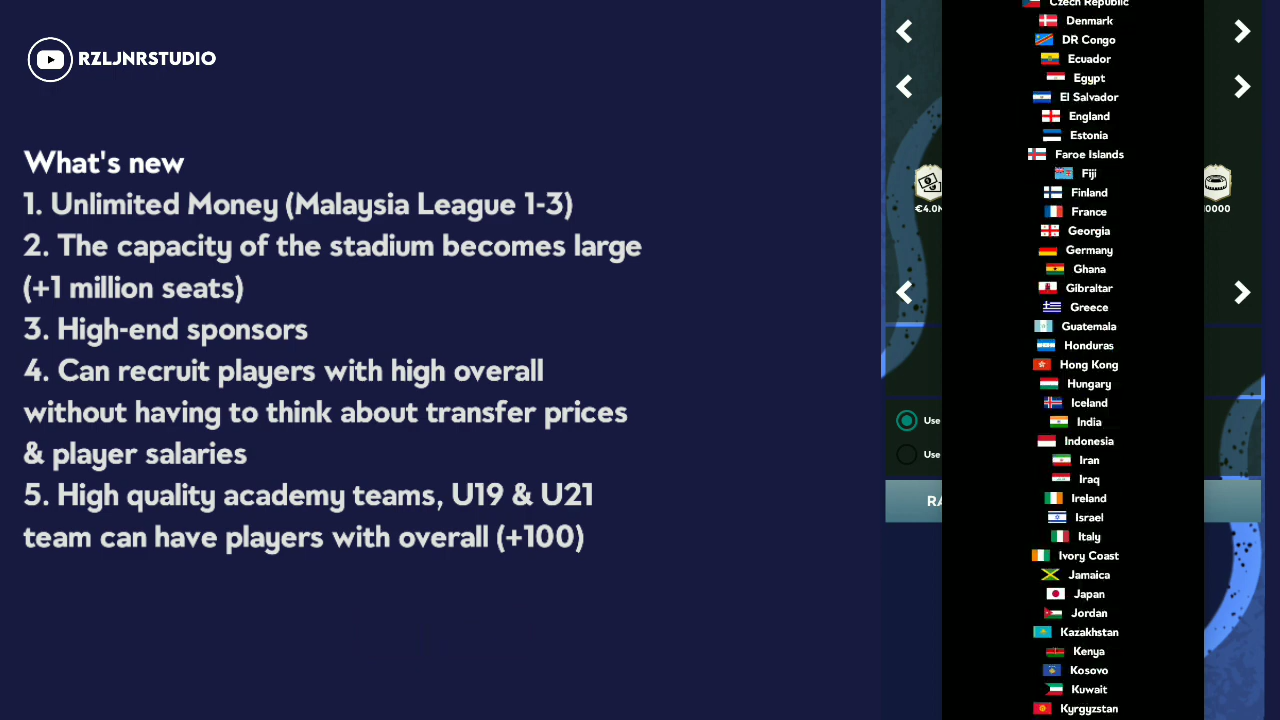 RZLJNRSTUDIO
What's new
1. Unlimited Money (Malaysia League 1-3)
2. The capacity of the stadium becomes large
(+1 million seats)
3. High-end sponsors
4. Can recruit players with high overall
without having to think about transfer prices
& player salaries
5. High quality academy teams, U19 & U21
team can have players with overall (+100)
Czech Republic
Denmark
DR Congo
Ecuador
Egypt
El Salvador
England
Estonia
Faroe Islands
Fiji
Finland
France
Georgia
Germany
Ghana
Gibraltar
Greece
Guatemala
Honduras
Hong Kong
Hungary
Iceland
India
Indonesia
Iran
Iraq
Ireland
Israel
Italy
Ivory Coast
Jamaica
Japan
Jordan
Kazakhstan
Kenya
Kosovo
Kuwait
Kyrgyzstan
Use
Use